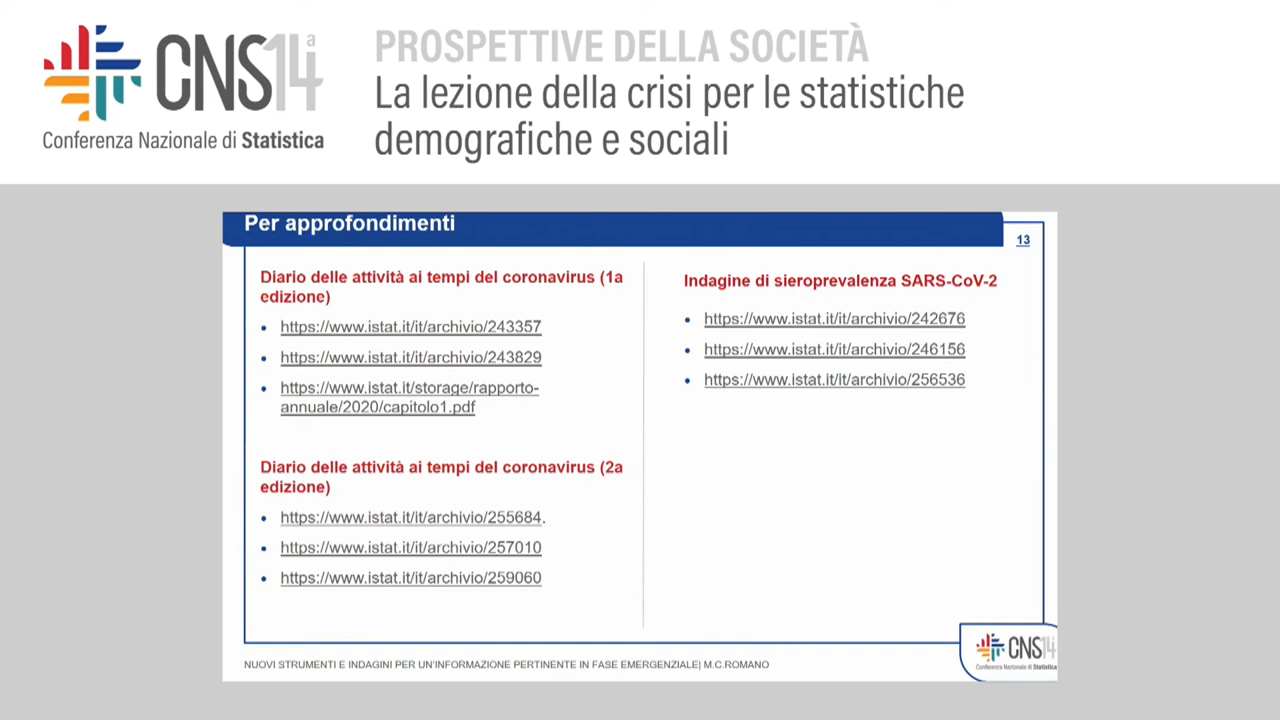 CNS14a
Conferenza Nazionale di Statistica
PROSPETTIVE DELLA SOCIETÀ
La lezione della crisi per le statistiche
demografiche e sociali
Per approfondimenti
13
Diario delle attività ai tempi del coronavirus (1a
edizione)
• https://www.istat.it/it/archivio/243357
• https://www.istat.it/it/archivio/243829
• https://www.istat.it/storage/rapporto-
annuale/2020/capitolo1.pdf
Diario delle attività ai tempi del coronavirus (2a
edizione)
• https://www.istat.it/it/archivio/255684.
• https://www.istat.it/it/archivio/257010
• https://www.istat.it/it/archivio/259060
Indagine di sieroprevalenza SARS-CoV-2
• https://www.istat.it/it/archivio/242676
• https://www.istat.it/it/archivio/246156
• https://www.istat.it/it/archivio/256536
NUOVI STRUMENTI E INDAGINI PER UN'INFORMAZIONE PERTINENTE IN FASE EMERGENZIALE| M.C.ROMANO
CNS14
Conferenza Nazionale di Statistica